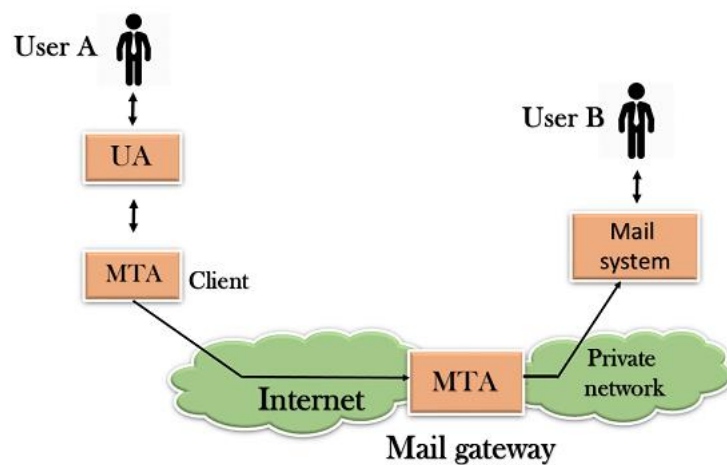 User A
UA
MTA
Client
Internet
MTA
Mail gateway
User B
Mail
system
Private
network